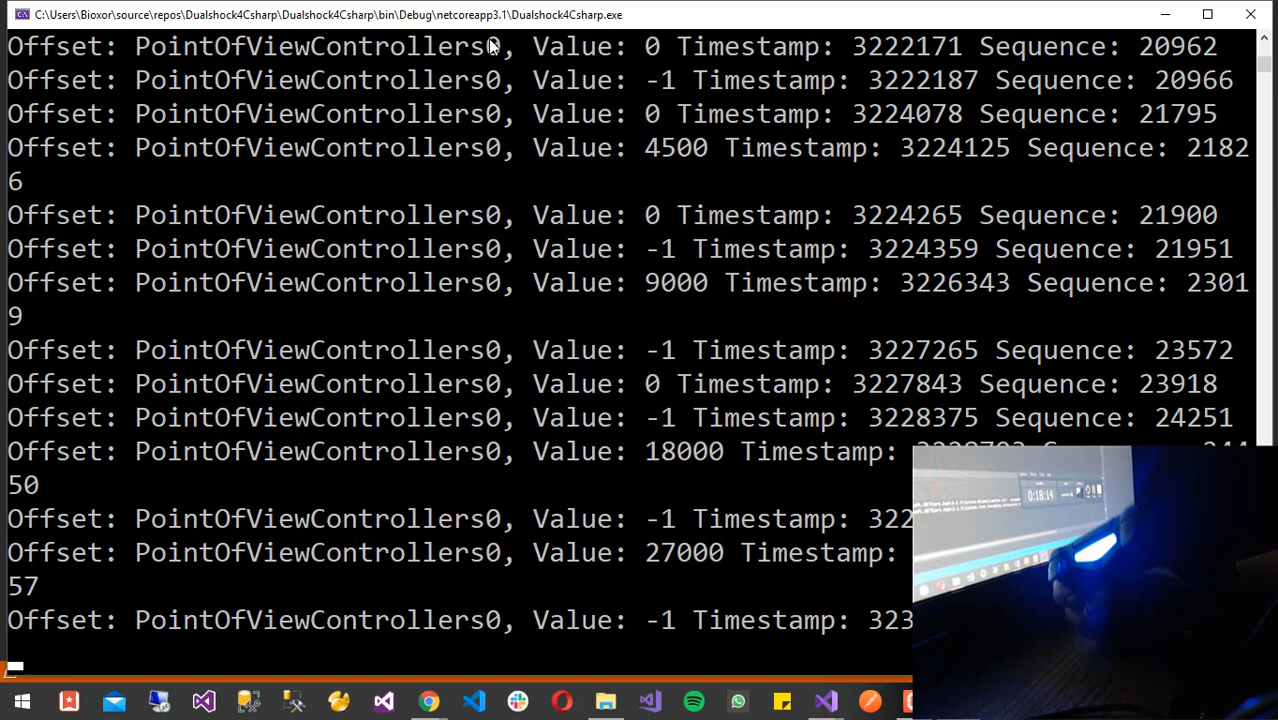 C:\Users\Bioxor\source\repos\Dualshock4Csharp\Dualshock4Csharp\bin\Debug\netcoreapp3.1\Dualshock4Csharp.exe
Offset: PointOfViewControllers0, Value: 0 Timestamp: 3222171 Sequence: 20962
Offset: PointOfViewControllers0, Value: -1 Timestamp: 3222187 Sequence: 20966
Offset: PointOfViewControllers0, Value: 0 Timestamp: 3224078 Sequence: 21795
Offset: PointOfViewControllers0, Value: 4500 Timestamp: 3224125 Sequence: 2182
6
Offset: PointOfViewControllers0, Value: 0 Timestamp: 3224265 Sequence: 21900
Offset: PointOfViewControllers0, Value: -1 Timestamp: 3224359 Sequence: 21951
Offset: PointOfViewControllers0, Value: 9000 Timestamp: 3226343 Sequence: 2301
9
Offset: PointOfViewControllers0, Value: -1 Timestamp: 3227265 Sequence: 23572
Offset: PointOfViewControllers0, Value: 0 Timestamp: 3227843 Sequence: 23918
Offset: PointOfViewControllers0, Value: -1 Timestamp: 3228375 Sequence: 24251
Offset: PointOfViewControllers0, Value: 18000 Timestamp:
50
Offset: PointOfViewControllers0, Value: -1 Timestamp: 322
Offset: PointOfViewControllers0, Value: 27000 Timestamp:
57
Offset: PointOfViewControllers0, Value: -1 Timestamp: 323
0:18:14